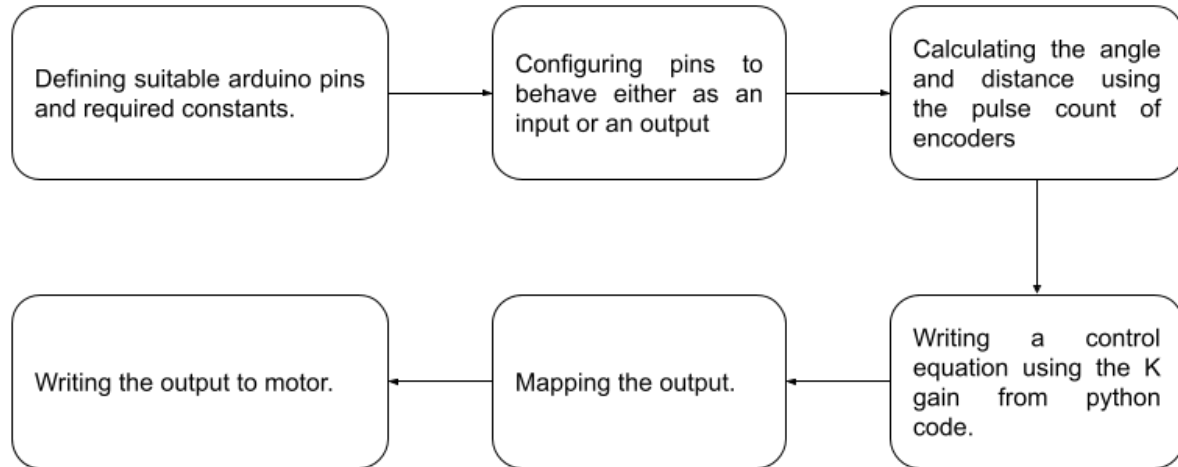 Defining suitable arduino pins
and required constants.
Configuring pins to
behave either as an
input or an output
Calculating the angle
and distance using
the pulse count of
encoders
Writing a control
equation using the K
gain from python
code.
Mapping the output.
Writing the output to motor.